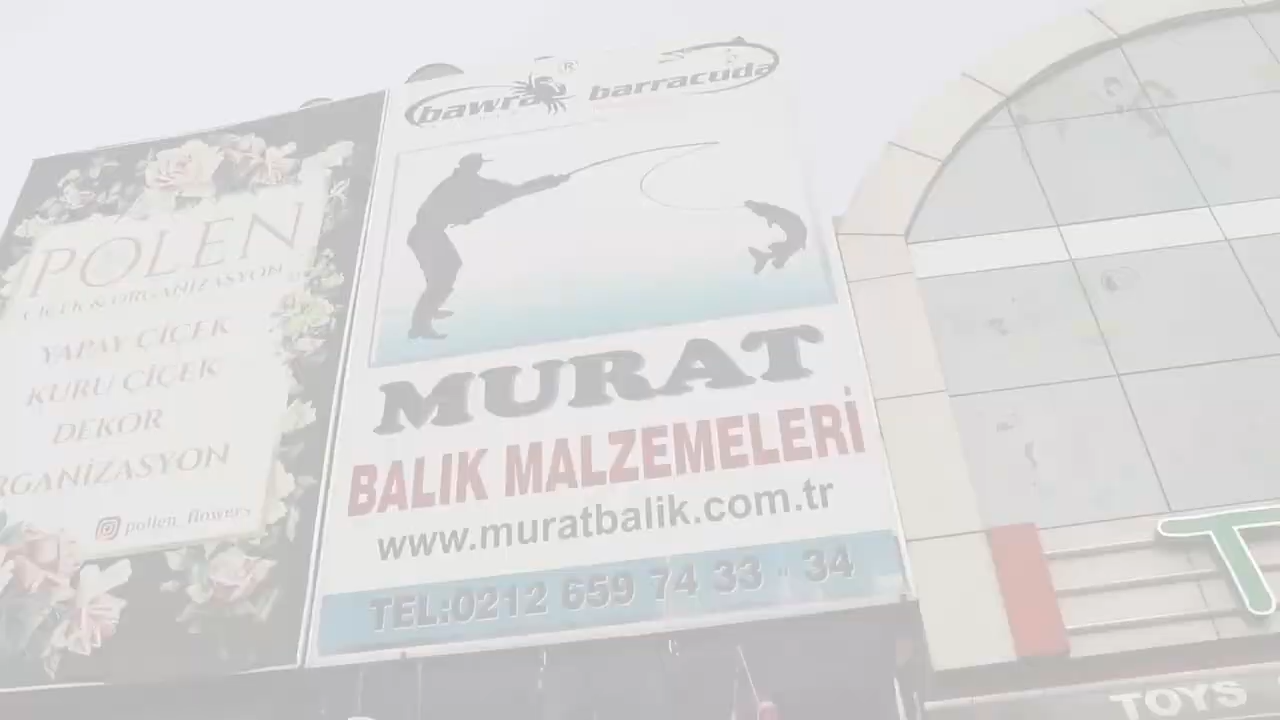 POLEN
ÇİÇEK & ORGANİZASYON
YAPAY ÇİÇEK
KURU ÇİÇEK
DEKOR
RGANİZASYON
pollen_flowers
bawra®
barracuda
MURAT
BALIK MALZEMELERİ
www.muratbalik.com.tr
TEL:0212 659 74 33 - 34
T
TOYS